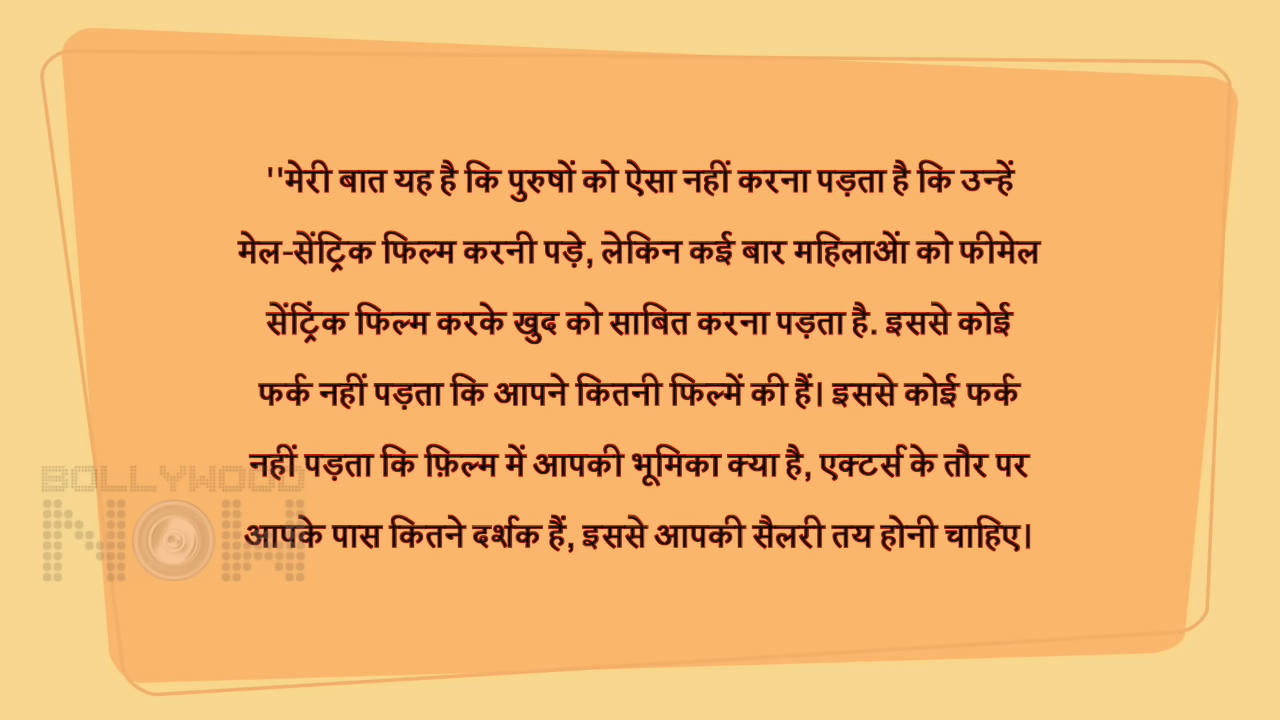 ''मेरी बात यह है कि पुरुषों को ऐसा नहीं करना पड़ता है कि उन्हें
मेल-सेंट्रिक फिल्म करनी पड़े, लेकिन कई बार महिलाओं को फीमेल
सेंट्रिंक फिल्म करके खुद को साबित करना पड़ता है. इससे कोई
फर्क नहीं पड़ता कि आपने कितनी फिल्में की हैं। इससे कोई फर्क
नहीं पड़ता कि फ़िल्म में आपकी भूमिका क्या है, एक्टर्स के तौर पर
आपके पास कितने दर्शक हैं, इससे आपकी सैलरी तय होनी चाहिए।
BOLLYWOOD
NOW